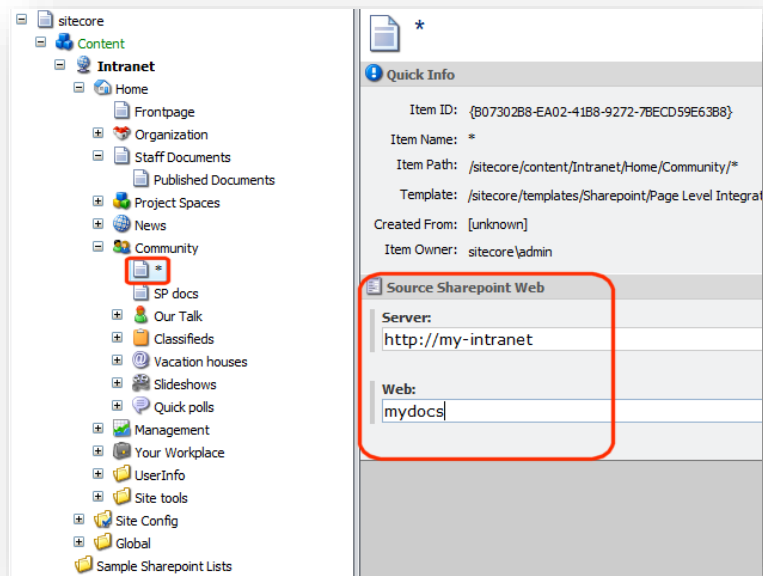 sitecore
Content
Intranet
Home
Frontpage
Organization
Staff Documents
Published Documents
Project Spaces
News
Community
*
SP docs
Our Talk
Classifieds
Vacation houses
Slideshows
Quick polls
Management
Your Workplace
UserInfo
Site tools
Site Config
Global
Sample Sharepoint Lists
*
Quick Info
Item ID: {B07302B8-EA02-41B8-9272-7BECD59E63B8}
Item Name: *
Item Path: /sitecore/content/Intranet/Home/Community/*
Template: /sitecore/templates/Sharepoint/Page Level Integrat
Created From: [unknown]
Item Owner: sitecore\admin
Source Sharepoint Web
Server:
http://my-intranet
Web:
mydocs